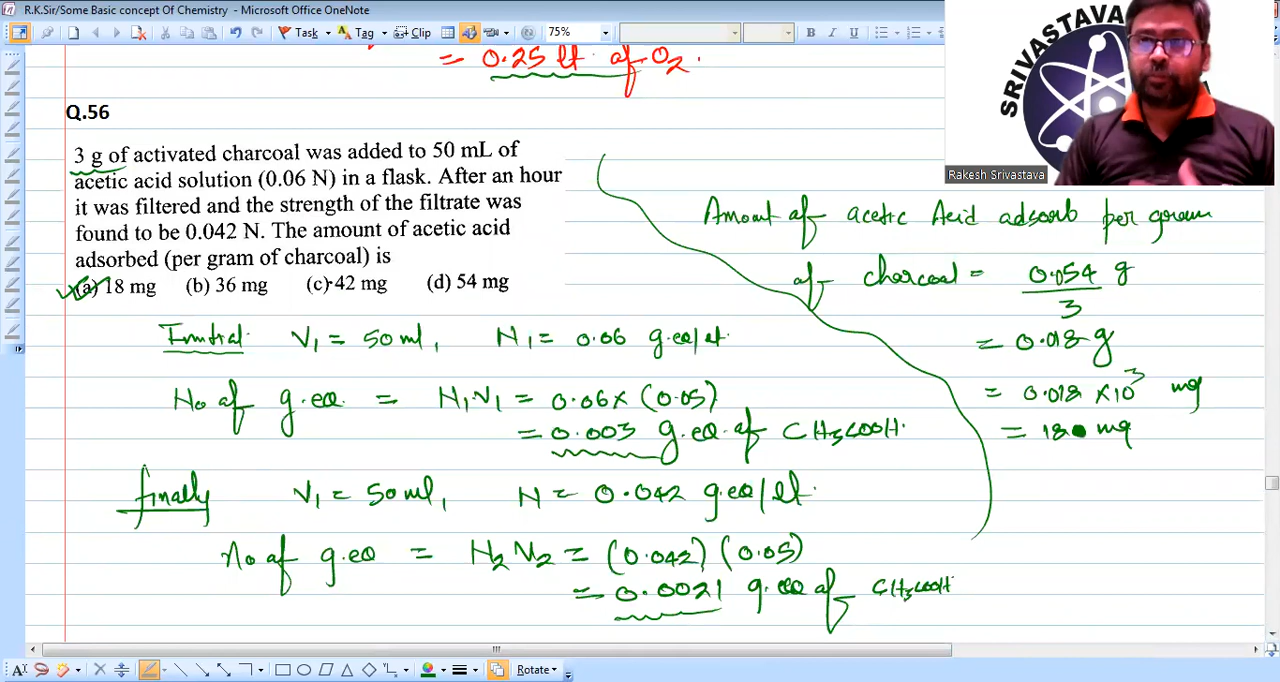 R.K.Sir/Some Basic concept Of Chemistry - Microsoft Office OneNote
Task Tag Clip 75% B I U
= 0.25 lt. of O2.
Q.56
3 g of activated charcoal was added to 50 mL of
acetic acid solution (0.06 N) in a flask. After an hour
it was filtered and the strength of the filtrate was
found to be 0.042 N. The amount of acetic acid
adsorbed (per gram of charcoal) is
(a) 18 mg (b) 36 mg (c) 42 mg (d) 54 mg
V1 = 50 ml, N1 = 0.06 g.eq/lt.
No of g.eq. = N1V1 = 0.06 x (0.05)
= 0.003 g.eq. of CH3COOH.
finally V1 = 50 ml, N = 0.042 g.eq/lt.
No of g.eq = N2V2 = (0.042) (0.05)
= 0.0021 g.eq of CH3COOH
Amount of acetic Acid adsorb per gram
of charcoal = 0.054 g
3
= 0.018 g
= 0.018 x 10^3 mg
= 18 mg
SRIVASTAVA
Rakesh Srivastava
Rotate